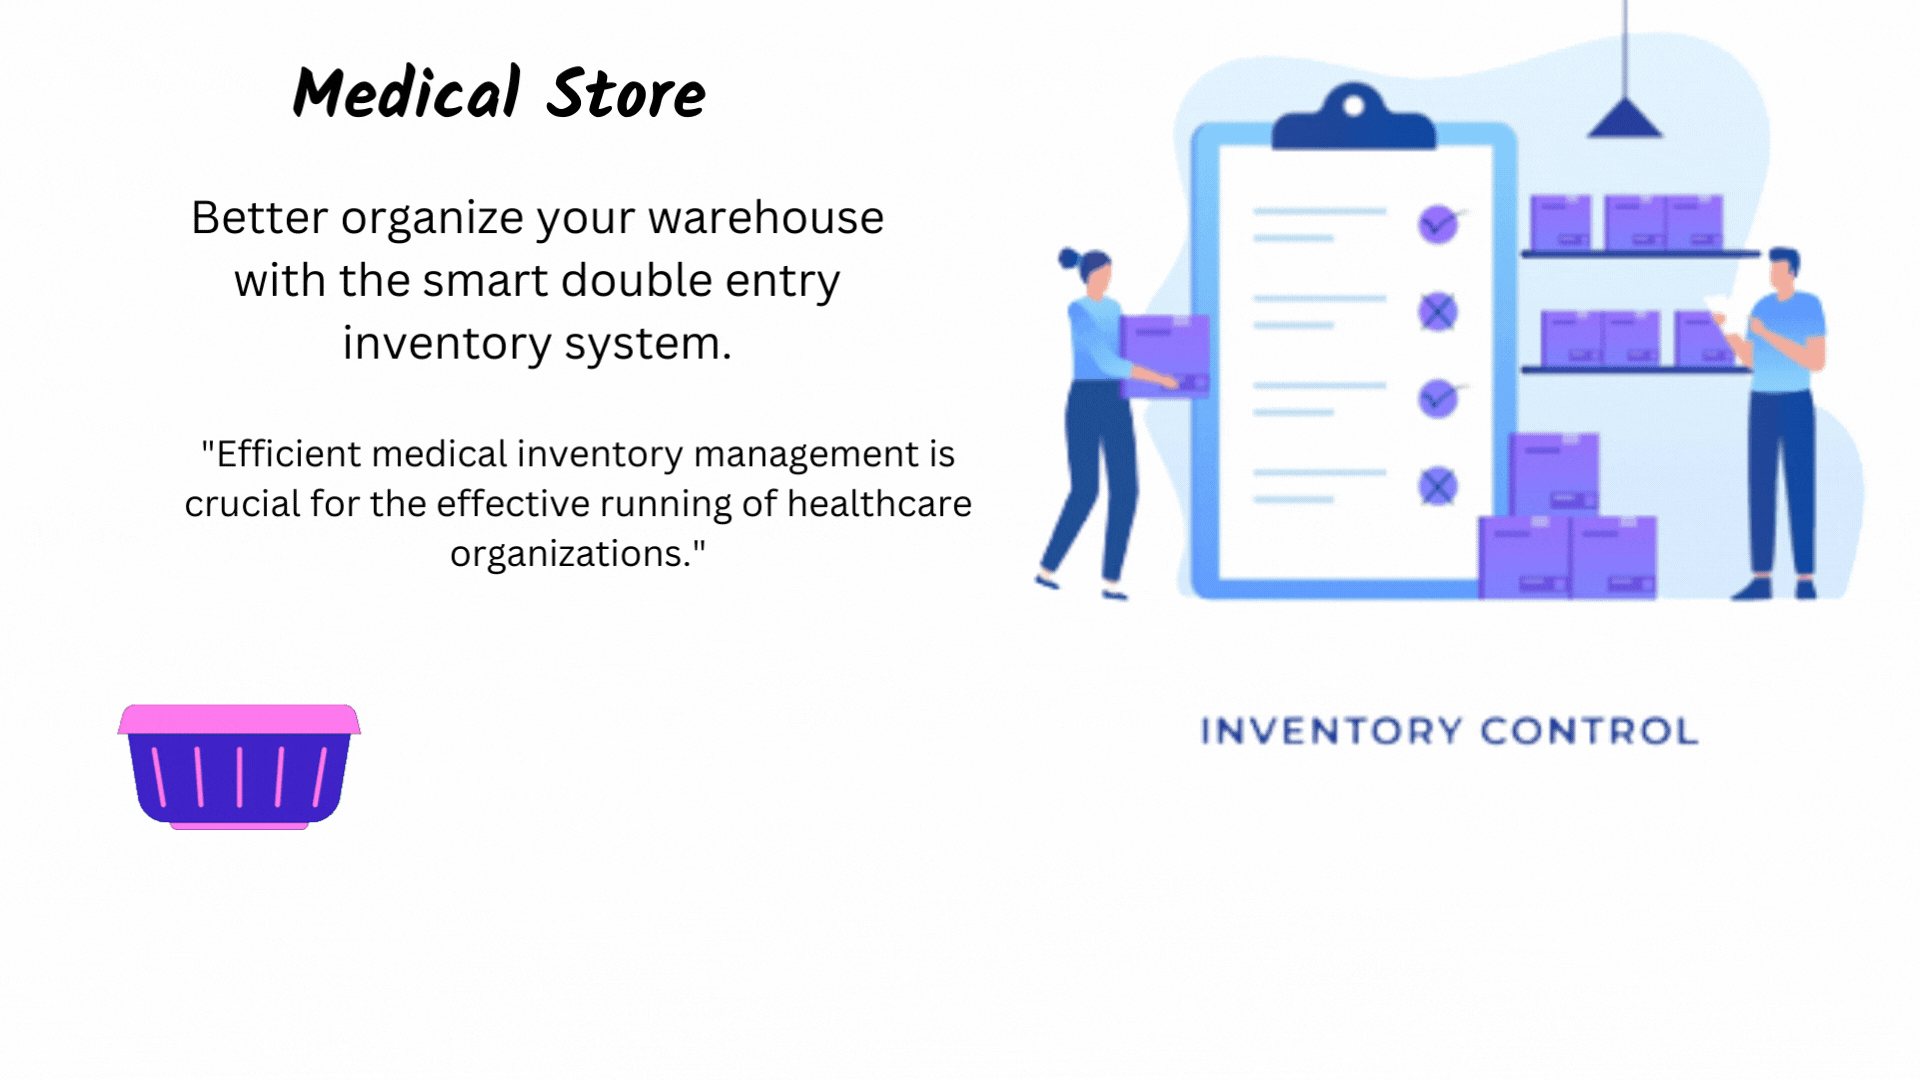 Medical Store
Better organize your warehouse
with the smart double entry
inventory system.
"Efficient medical inventory management is
crucial for the effective running of healthcare
organizations."
INVENTORY CONTROL